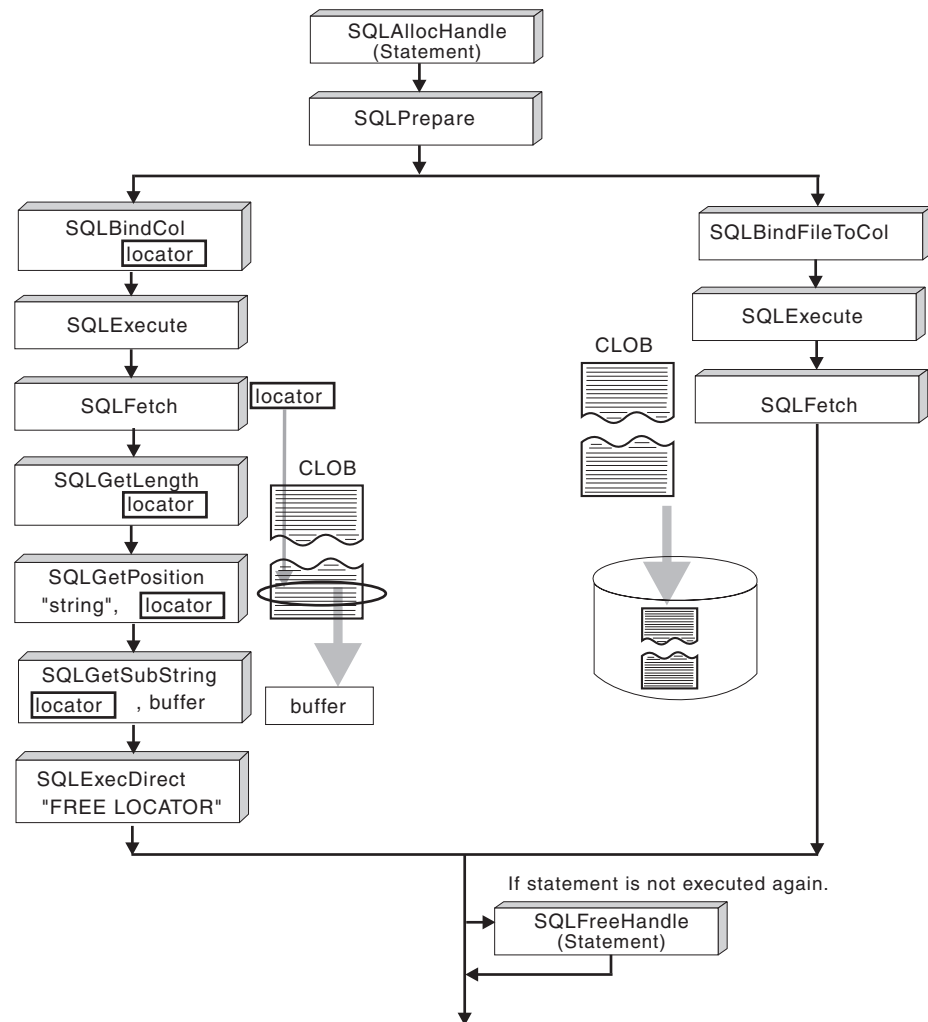 SQLAllocHandle
(Statement)
SQLPrepare
SQLBindCol
locator
SQLExecute
SQLFetch
locator
SQLGetLength
locator
CLOB
SQLGetPosition
"string", locator
SQLGetSubString
locator , buffer
buffer
SQLExecDirect
"FREE LOCATOR"
SQLBindFileToCol
SQLExecute
CLOB
SQLFetch
If statement is not executed again.
SQLFreeHandle
(Statement)